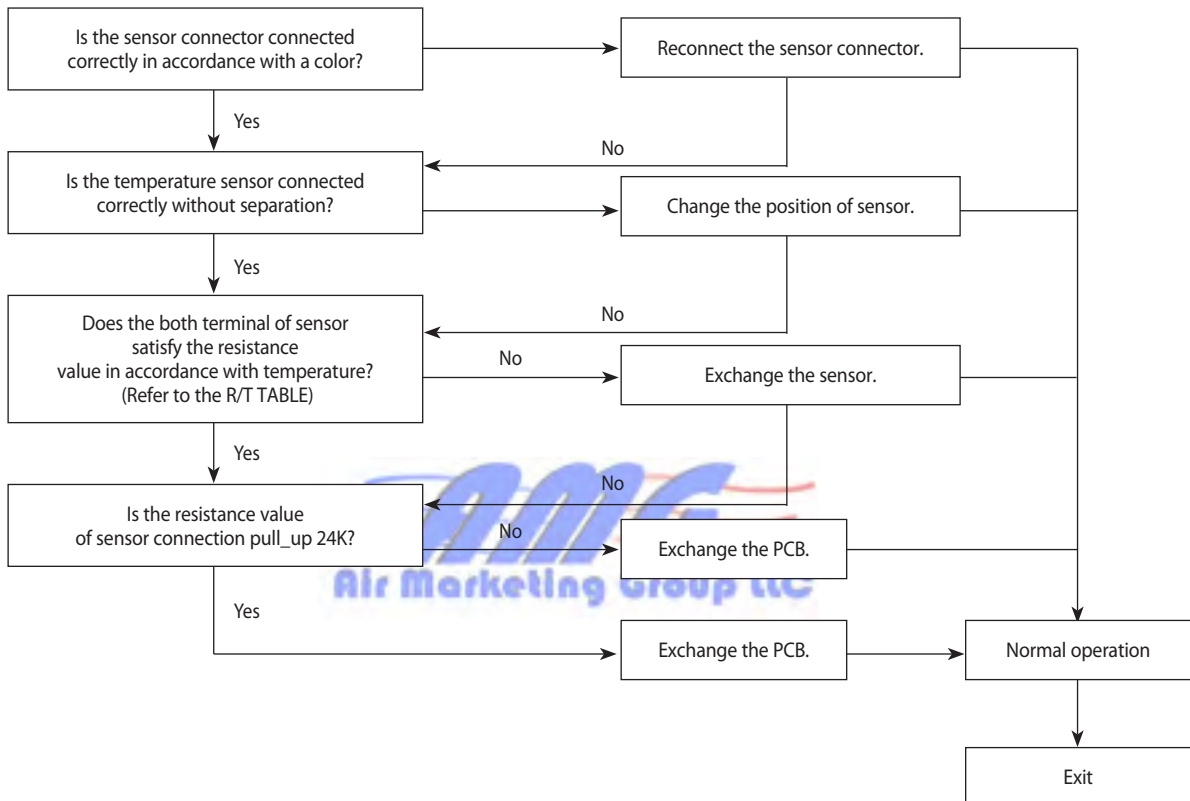 Is the sensor connector connected
correctly in accordance with a color?
Reconnect the sensor connector.
Yes
No
Is the temperature sensor connected
correctly without separation?
Change the position of sensor.
Yes
No
Does the both terminal of sensor
satisfy the resistance
value in accordance with temperature?
(Refer to the R/T TABLE)
No
Exchange the sensor.
Yes
No
Is the resistance value
of sensor connection pull_up 24K?
No
Exchange the PCB.
AMG
Air Marketing Group LLC
Yes
Exchange the PCB.
Normal operation
Exit